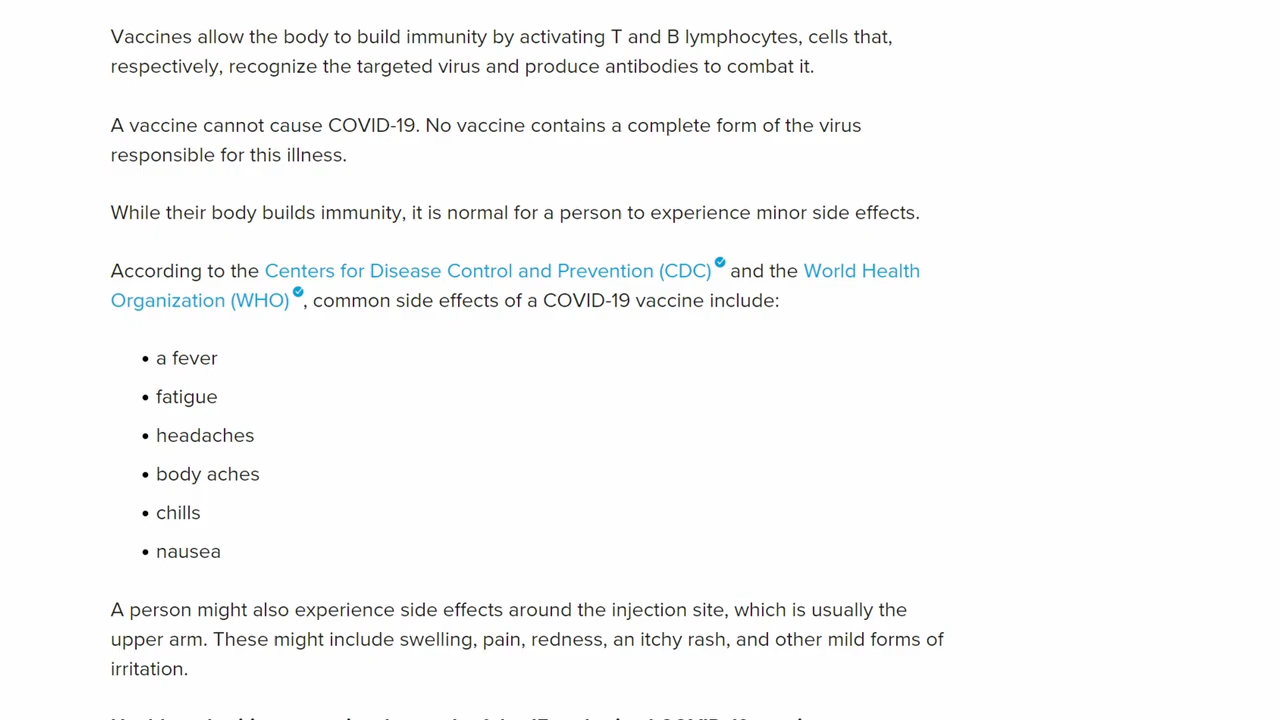 Vaccines allow the body to build immunity by activating T and B lymphocytes, cells that,
respectively, recognize the targeted virus and produce antibodies to combat it.
A vaccine cannot cause COVID-19. No vaccine contains a complete form of the virus
responsible for this illness.
While their body builds immunity, it is normal for a person to experience minor side effects.
According to the Centers for Disease Control and Prevention (CDC) and the World Health
Organization (WHO) , common side effects of a COVID-19 vaccine include:
• a fever
• fatigue
• headaches
• body aches
• chills
• nausea
A person might also experience side effects around the injection site, which is usually the
upper arm. These might include swelling, pain, redness, an itchy rash, and other mild forms of
irritation.